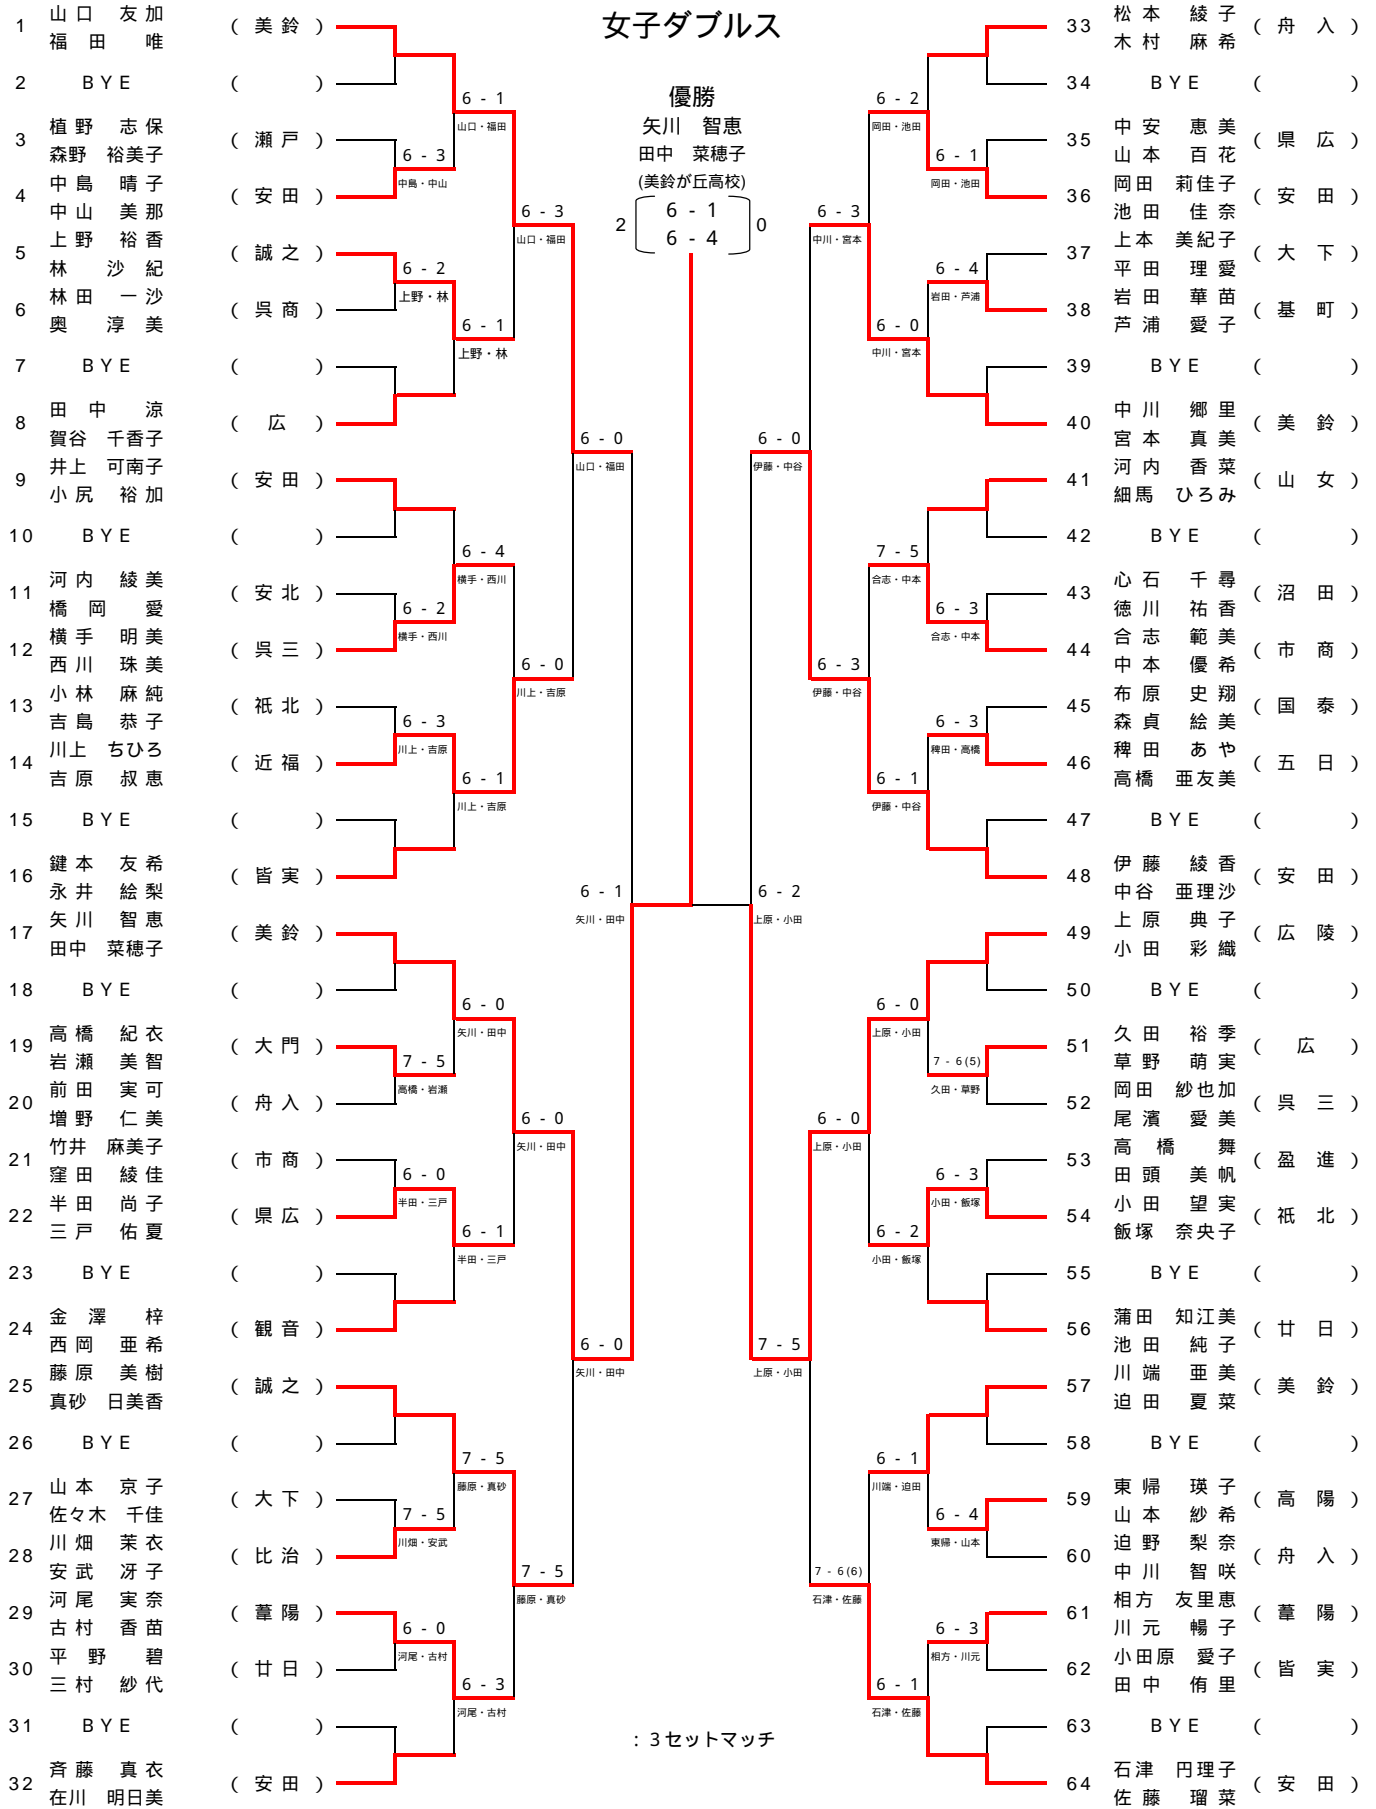 女子ダブルス
優勝
矢川 智恵
田中 菜穂子
(美鈴が丘高校)
2 6 - 1 0
6 - 4
1 山口 友加 (美鈴)
福田 唯
2 BYE ( )
3 植野 志保 (瀬戸)
森野 裕美子
4 中島 晴子 (安田)
中山 美那
5 上野 裕香 (誠之)
林 沙紀
6 林田 一沙 (呉商)
奥 淳美
7 BYE ( )
8 田中 涼 (広)
賀谷 千香子
9 井上 可南子 (安田)
小尻 裕加
10 BYE ( )
11 河内 綾美 (安北)
橋岡 愛
12 横手 明美 (呉三)
西川 珠美
13 小林 麻純 (祇北)
吉島 恭子
14 川上 ちひろ (近福)
吉原 叔恵
15 BYE ( )
16 鍵本 友希 (皆実)
永井 絵梨
17 矢川 智恵 (美鈴)
田中 菜穂子
18 BYE ( )
19 高橋 紀衣 (大門)
岩瀬 美智
20 前田 実可 (舟入)
増野 仁美
21 竹井 麻美子 (市商)
窪田 綾佳
22 半田 尚子 (県広)
三戸 佑夏
23 BYE ( )
24 金澤 梓 (観音)
西岡 亜希
25 藤原 美樹 (誠之)
真砂 日美香
26 BYE ( )
27 山本 京子 (大下)
佐々木 千佳
28 川畑 茉衣 (比治)
安武 冴子
29 河尾 実奈 (葦陽)
古村 香苗
30 平野 碧 (廿日)
三村 紗代
31 BYE ( )
32 斉藤 真衣 (安田)
在川 明日美
6 - 3
中島・中山
6 - 2
上野・林
6 - 2
横手・西川
6 - 3
川上・吉原
7 - 5
高橋・岩瀬
6 - 0
半田・三戸
7 - 5
川畑・安武
6 - 0
河尾・古村
6 - 1
山口・福田
6 - 1
上野・林
6 - 4
横手・西川
6 - 1
川上・吉原
6 - 0
矢川・田中
6 - 1
半田・三戸
7 - 5
藤原・真砂
6 - 3
河尾・古村
6 - 3
山口・福田
6 - 0
川上・吉原
6 - 0
矢川・田中
7 - 5
藤原・真砂
6 - 0
山口・福田
6 - 0
矢川・田中
6 - 1
矢川・田中
6 - 2
上原・小田
6 - 0
伊藤・中谷
7 - 5
上原・小田
6 - 3
中川・宮本
6 - 3
伊藤・中谷
6 - 0
上原・小田
7 - 6(6)
石津・佐藤
6 - 2
岡田・池田
6 - 0
中川・宮本
7 - 5
合志・中本
6 - 1
伊藤・中谷
6 - 0
上原・小田
6 - 2
小田・飯塚
6 - 1
川端・迫田
6 - 1
石津・佐藤
6 - 1
岡田・池田
6 - 4
岩田・芦浦
6 - 3
合志・中本
6 - 3
稗田・高橋
7 - 6(5)
久田・草野
6 - 3
小田・飯塚
6 - 4
東帰・山本
6 - 3
相方・川元
33 松本 綾子 (舟入)
木村 麻希
34 BYE ( )
35 中安 恵美 (県広)
山本 百花
36 岡田 莉佳子 (安田)
池田 佳奈
37 上本 美紀子 (大下)
平田 理愛
38 岩田 華苗 (基町)
芦浦 愛子
39 BYE ( )
40 中川 郷里 (美鈴)
宮本 真美
41 河内 香菜 (山女)
細馬 ひろみ
42 BYE ( )
43 心石 千尋 (沼田)
徳川 祐香
44 合志 範美 (市商)
中本 優希
45 布原 史翔 (国泰)
森貞 絵美
46 稗田 あや (五日)
高橋 亜友美
47 BYE ( )
48 伊藤 綾香 (安田)
中谷 亜理沙
49 上原 典子 (広陵)
小田 彩織
50 BYE ( )
51 久田 裕季 (広)
草野 萌実
52 岡田 紗也加 (呉三)
尾濱 愛美
53 高橋 舞 (盈進)
田頭 美帆
54 小田 望実 (祇北)
飯塚 奈央子
55 BYE ( )
56 蒲田 知江美 (廿日)
池田 純子
57 川端 亜美 (美鈴)
迫田 夏菜
58 BYE ( )
59 東帰 瑛子 (高陽)
山本 紗希
60 迫野 梨奈 (舟入)
中川 智咲
61 相方 友里恵 (葦陽)
川元 暢子
62 小田原 愛子 (皆実)
田中 侑里
63 BYE ( )
64 石津 円理子 (安田)
佐藤 瑠菜
:3セットマッチ